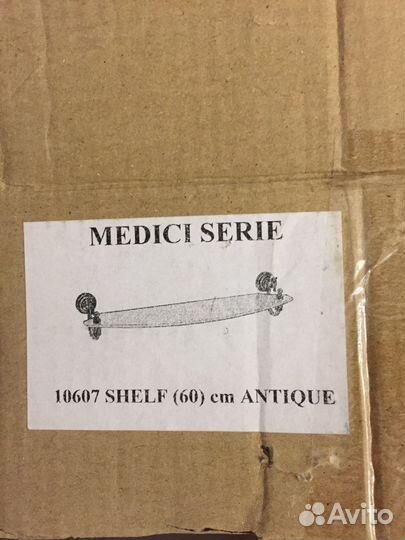 MEDICI SERIE
10607 SHELF (60) cm ANTIQUE
Avito